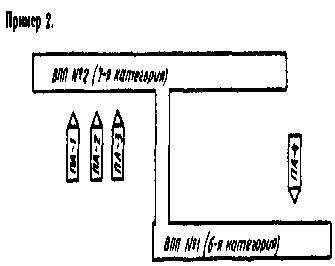 Пример 2.
ВПП №2 (7-я категория)
ПА-1
ПА-2
ПА-3
ПА-4
ВПП №1 (6-я категория)